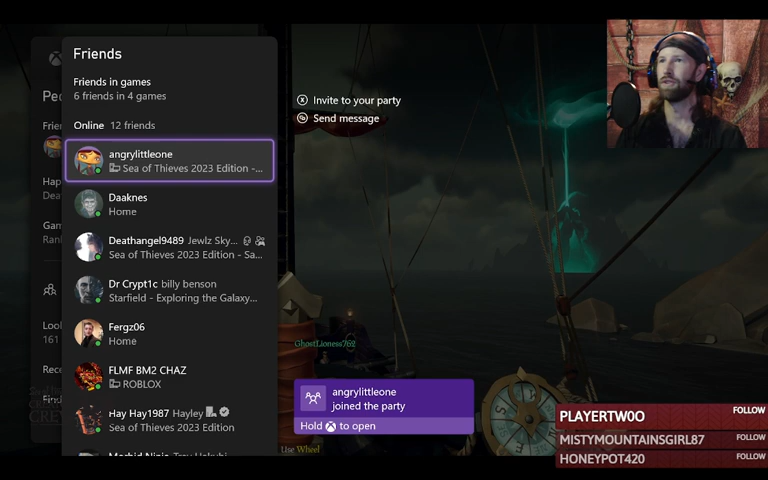 Friends
Friends in games
6 friends in 4 games
Online 12 friends
angrylittleone
Sea of Thieves 2023 Edition -...
Daaknes
Home
Deathangel9489 Jewlz Sky...
Sea of Thieves 2023 Edition - Sa...
Dr Crypt1c billy benson
Starfield - Exploring the Galaxy...
Fergz06
Home
FLMF BM2 CHAZ
ROBLOX
Hay Hay1987 Hayley
Sea of Thieves 2023 Edition
Invite to your party
Send message
GhostLioness762
angrylittleone
joined the party
Hold to open
Use Wheel
PLAYERTW0O FOLLOW
MISTYMOUNTAINSGIRL87 FOLLOW
HONEYPOT420 FOLLOW